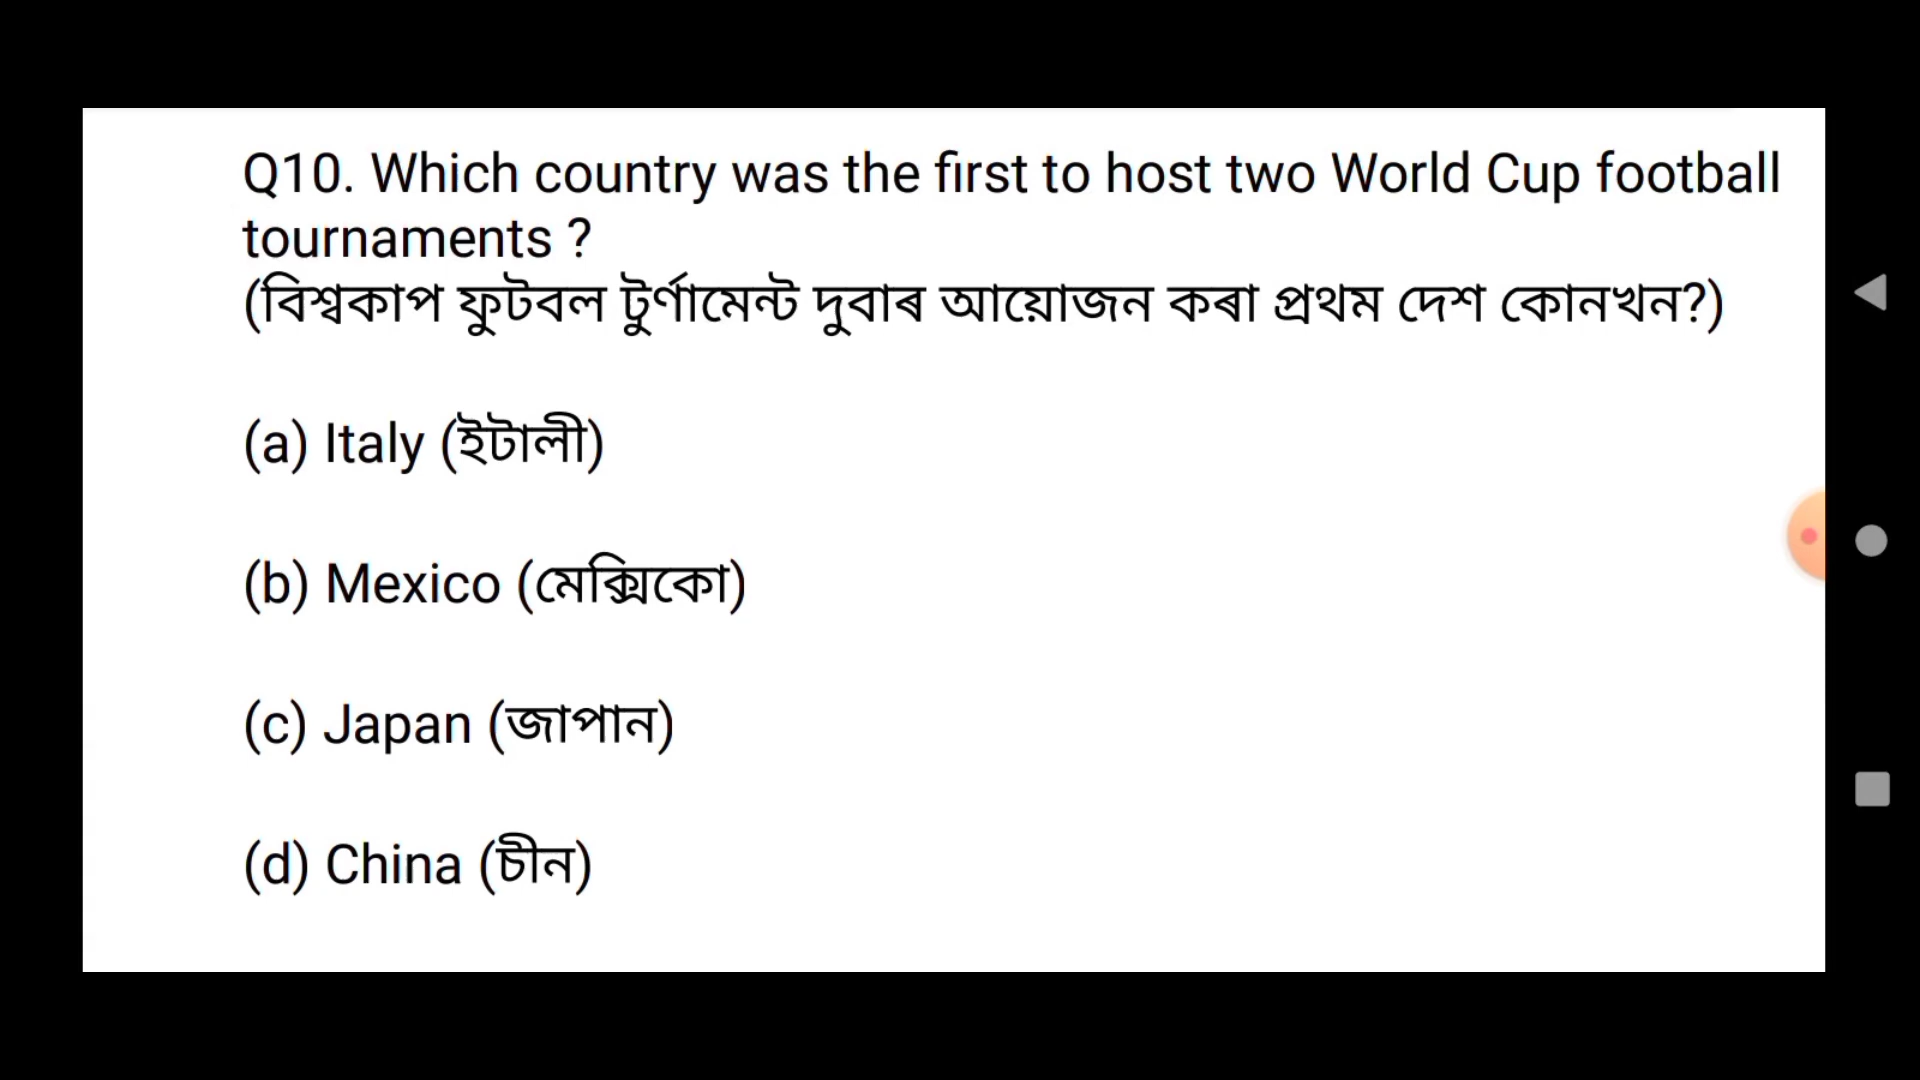 Q10. Which country was the first to host two World Cup football
tournaments ?
(বিশ্বকাপ ফুটবল টুৰ্ণামেন্ট দুবাৰ আয়োজন কৰা প্ৰথম দেশ কোনখন?)
(a) Italy (ইটালী)
(b) Mexico (মেক্সিকো)
(c) Japan (জাপান)
(d) China (চীন)